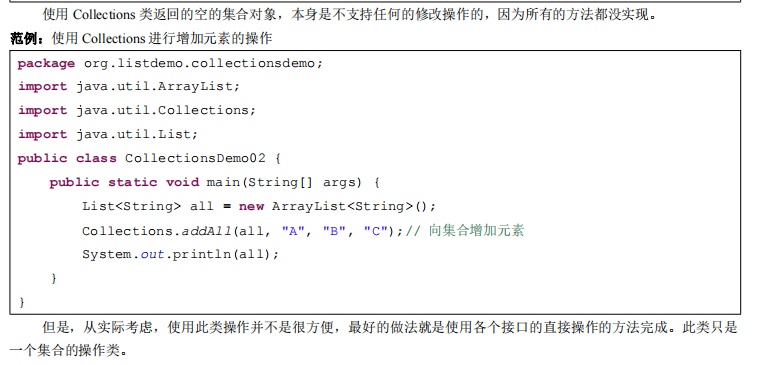 使用 Collections 类返回的空的集合对象，本身是不支持任何的修改操作的，因为所有的方法都没实现。
范例：使用 Collections 进行增加元素的操作
package org.listdemo.collectionsdemo;
import java.util.ArrayList;
import java.util.Collections;
import java.util.List;
public class CollectionsDemo02 {
    public static void main(String[] args) {
        List<String> all = new ArrayList<String>();
        Collections.addAll(all, "A", "B", "C");// 向集合增加元素
        System.out.println(all);
    }
}
但是，从实际考虑，使用此类操作并不是很方便，最好的做法就是使用各个接口的直接操作的方法完成。此类只是
一个集合的操作类。